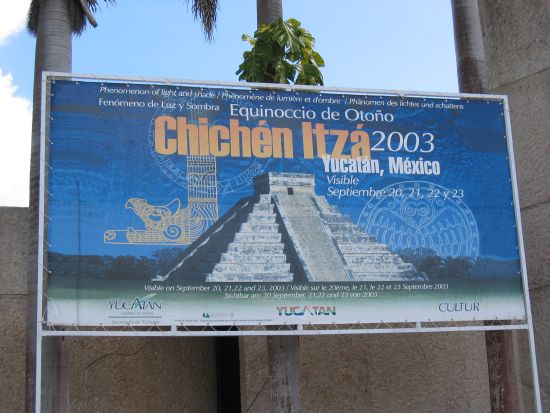 Phenomenon of light and shade / Phénomène de lumière et d'ombre / Phänomen des lichtes und schattens
Fenómeno de Luz y Sombra Equinoccio de Otoño
Chichén Itzá 2003
Yucatán, México
Visible
Septiembre 20, 21, 22 y 23
Visible on September 20, 21,22 and 23, 2003 / Visible sur le 20ème, le 21, le 22 et 23 Septembre 2003
Sichtbar am 20 September, 21,22 und 23 von 2003
YUCATAN YUCATAN CULTUR
Secretaría de Turismo